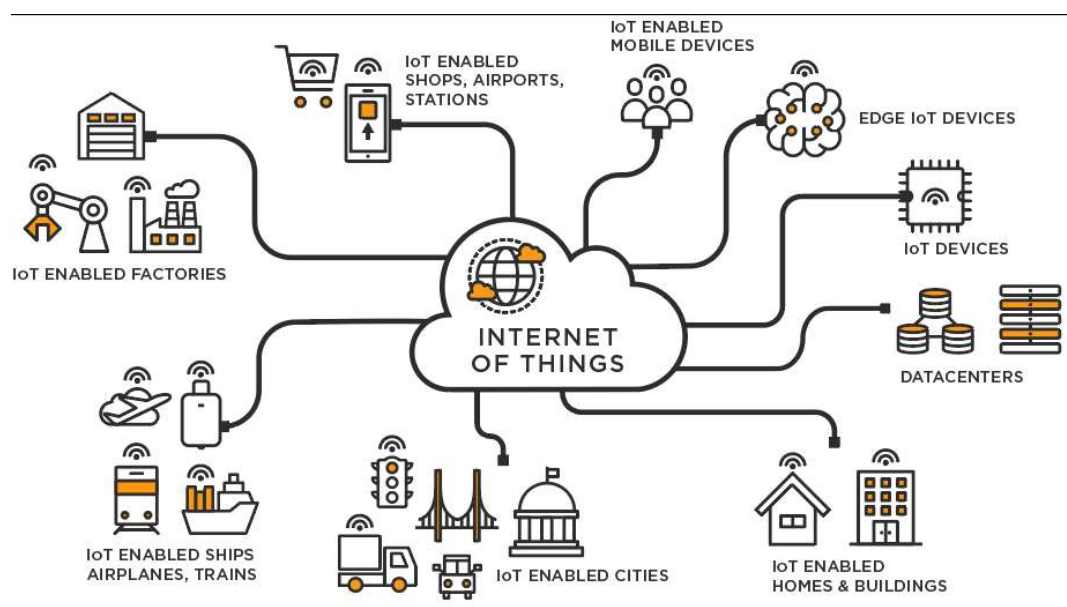 IoT ENABLED
SHOPS, AIRPORTS,
STATIONS
IoT ENABLED
MOBILE DEVICES
EDGE IoT DEVICES
IoT DEVICES
IoT ENABLED FACTORIES
INTERNET
OF THINGS
DATACENTERS
IoT ENABLED SHIPS
AIRPLANES, TRAINS
IoT ENABLED CITIES
IoT ENABLED
HOMES & BUILDINGS